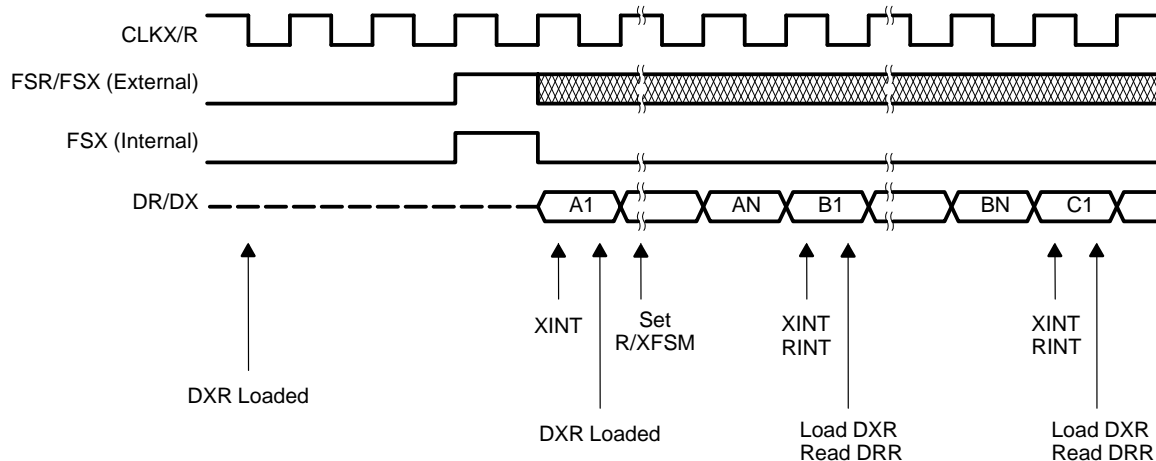 CLKX/R
FSR/FSX (External)
FSX (Internal)
DR/DX
A1
AN
B1
BN
C1
XINT
Set
R/XFSM
XINT
RINT
XINT
RINT
DXR Loaded
DXR Loaded
Load DXR
Read DRR
Load DXR
Read DRR